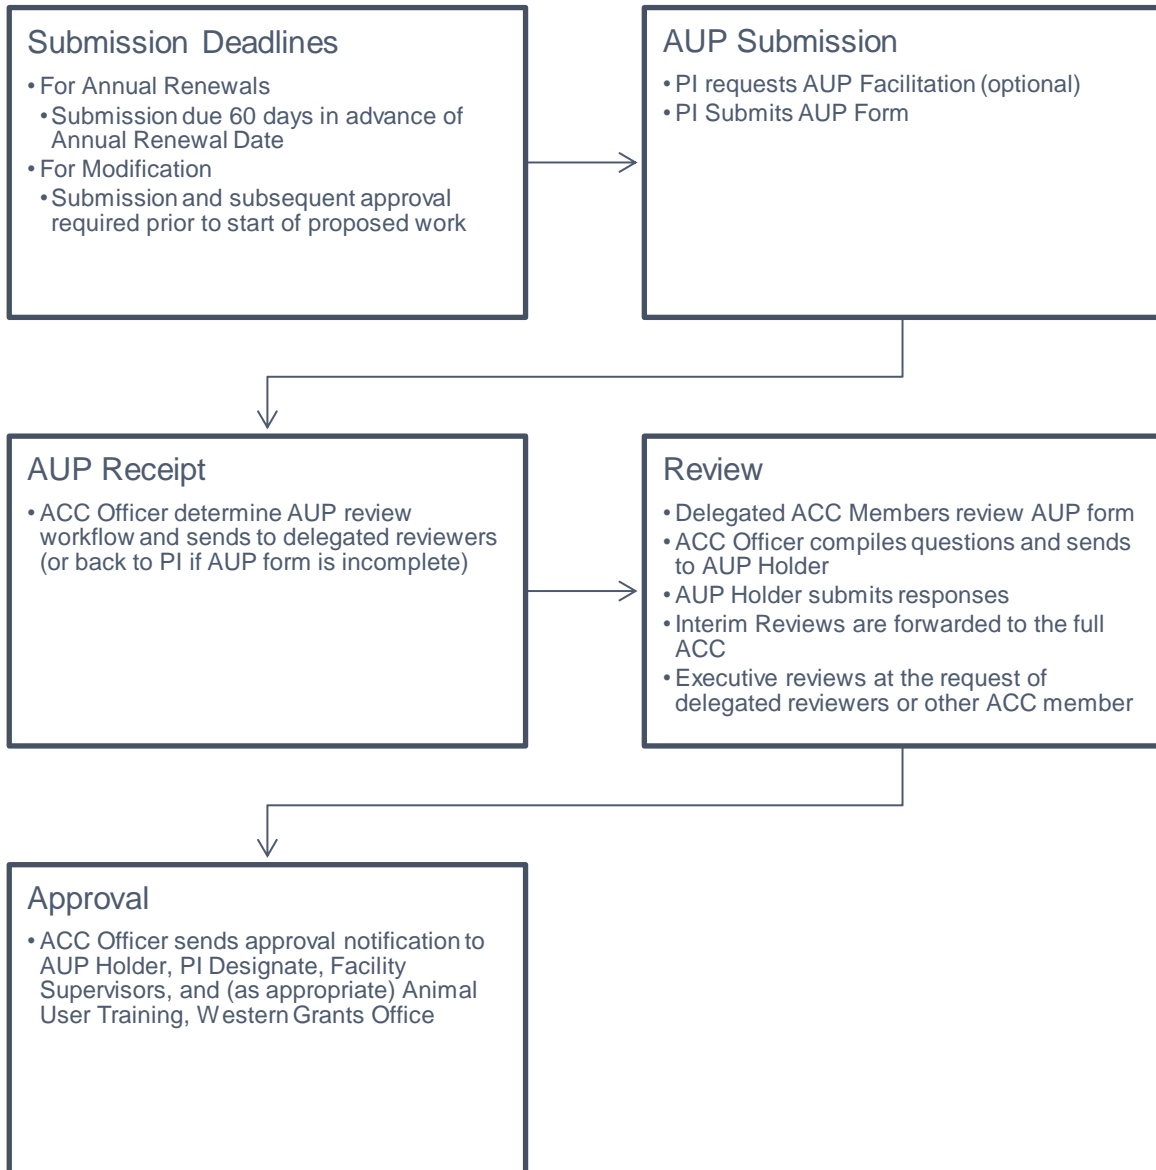 Submission Deadlines
• For Annual Renewals
• Submission due 60 days in advance of
Annual Renewal Date
• For Modification
• Submission and subsequent approval
required prior to start of proposed work
AUP Submission
• PI requests AUP Facilitation (optional)
• PI Submits AUP Form
AUP Receipt
• ACC Officer determine AUP review
workflow and sends to delegated reviewers
(or back to PI if AUP form is incomplete)
Review
• Delegated ACC Members review AUP form
• ACC Officer compiles questions and sends
to AUP Holder
• AUP Holder submits responses
• Interim Reviews are forwarded to the full
ACC
• Executive reviews at the request of
delegated reviewers or other ACC member
Approval
• ACC Officer sends approval notification to
AUP Holder, PI Designate, Facility
Supervisors, and (as appropriate) Animal
User Training, Western Grants Office